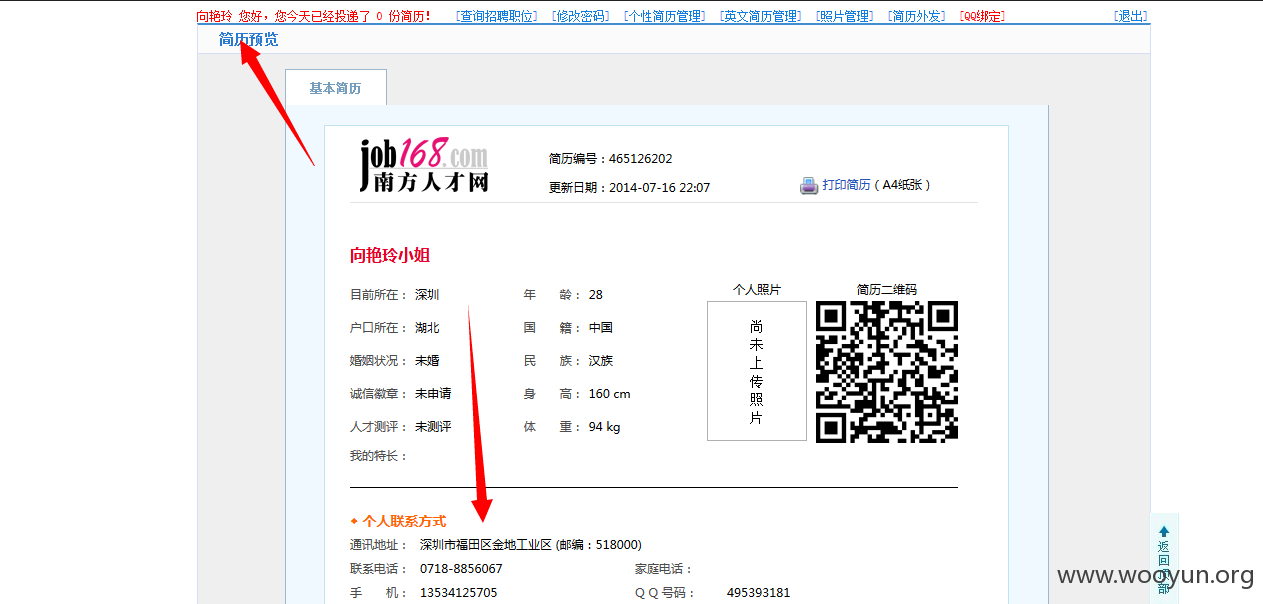 向艳玲 您好，您今天已经投递了 0 份简历！ [查询招聘职位] [修改密码] [个性简历管理] [英文简历管理] [照片管理] [简历外发] [QQ绑定] [退出]
简历预览
基本简历
job168.com
南方人才网
简历编号：465126202
更新日期：2014-07-16 22:07
打印简历 ( A4纸张 )
向艳玲小姐
个人照片 简历二维码
目前所在： 深圳 年 龄： 28
户口所在： 湖北 国 籍： 中国
婚姻状况： 未婚 民 族： 汉族
诚信徽章： 未申请 身 高： 160 cm
人才测评： 未测评 体 重： 94 kg
我的特长：
尚未上传照片
个人联系方式
通讯地址： 深圳市福田区金地工业区 (邮编：518000)
联系电话： 0718-8856067 家庭电话：
手 机： 13534125705 Q Q 号码： 495393181
返回顶部
www.wooyun.org